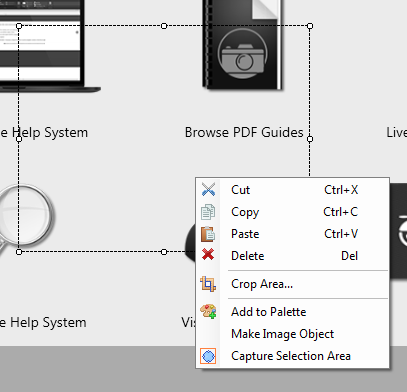 e Help System
Browse PDF Guides
Live
Cut Ctrl+X
Copy Ctrl+C
Paste Ctrl+V
Delete Del
Crop Area...
e Help System
Vis
Add to Palette
Make Image Object
Capture Selection Area